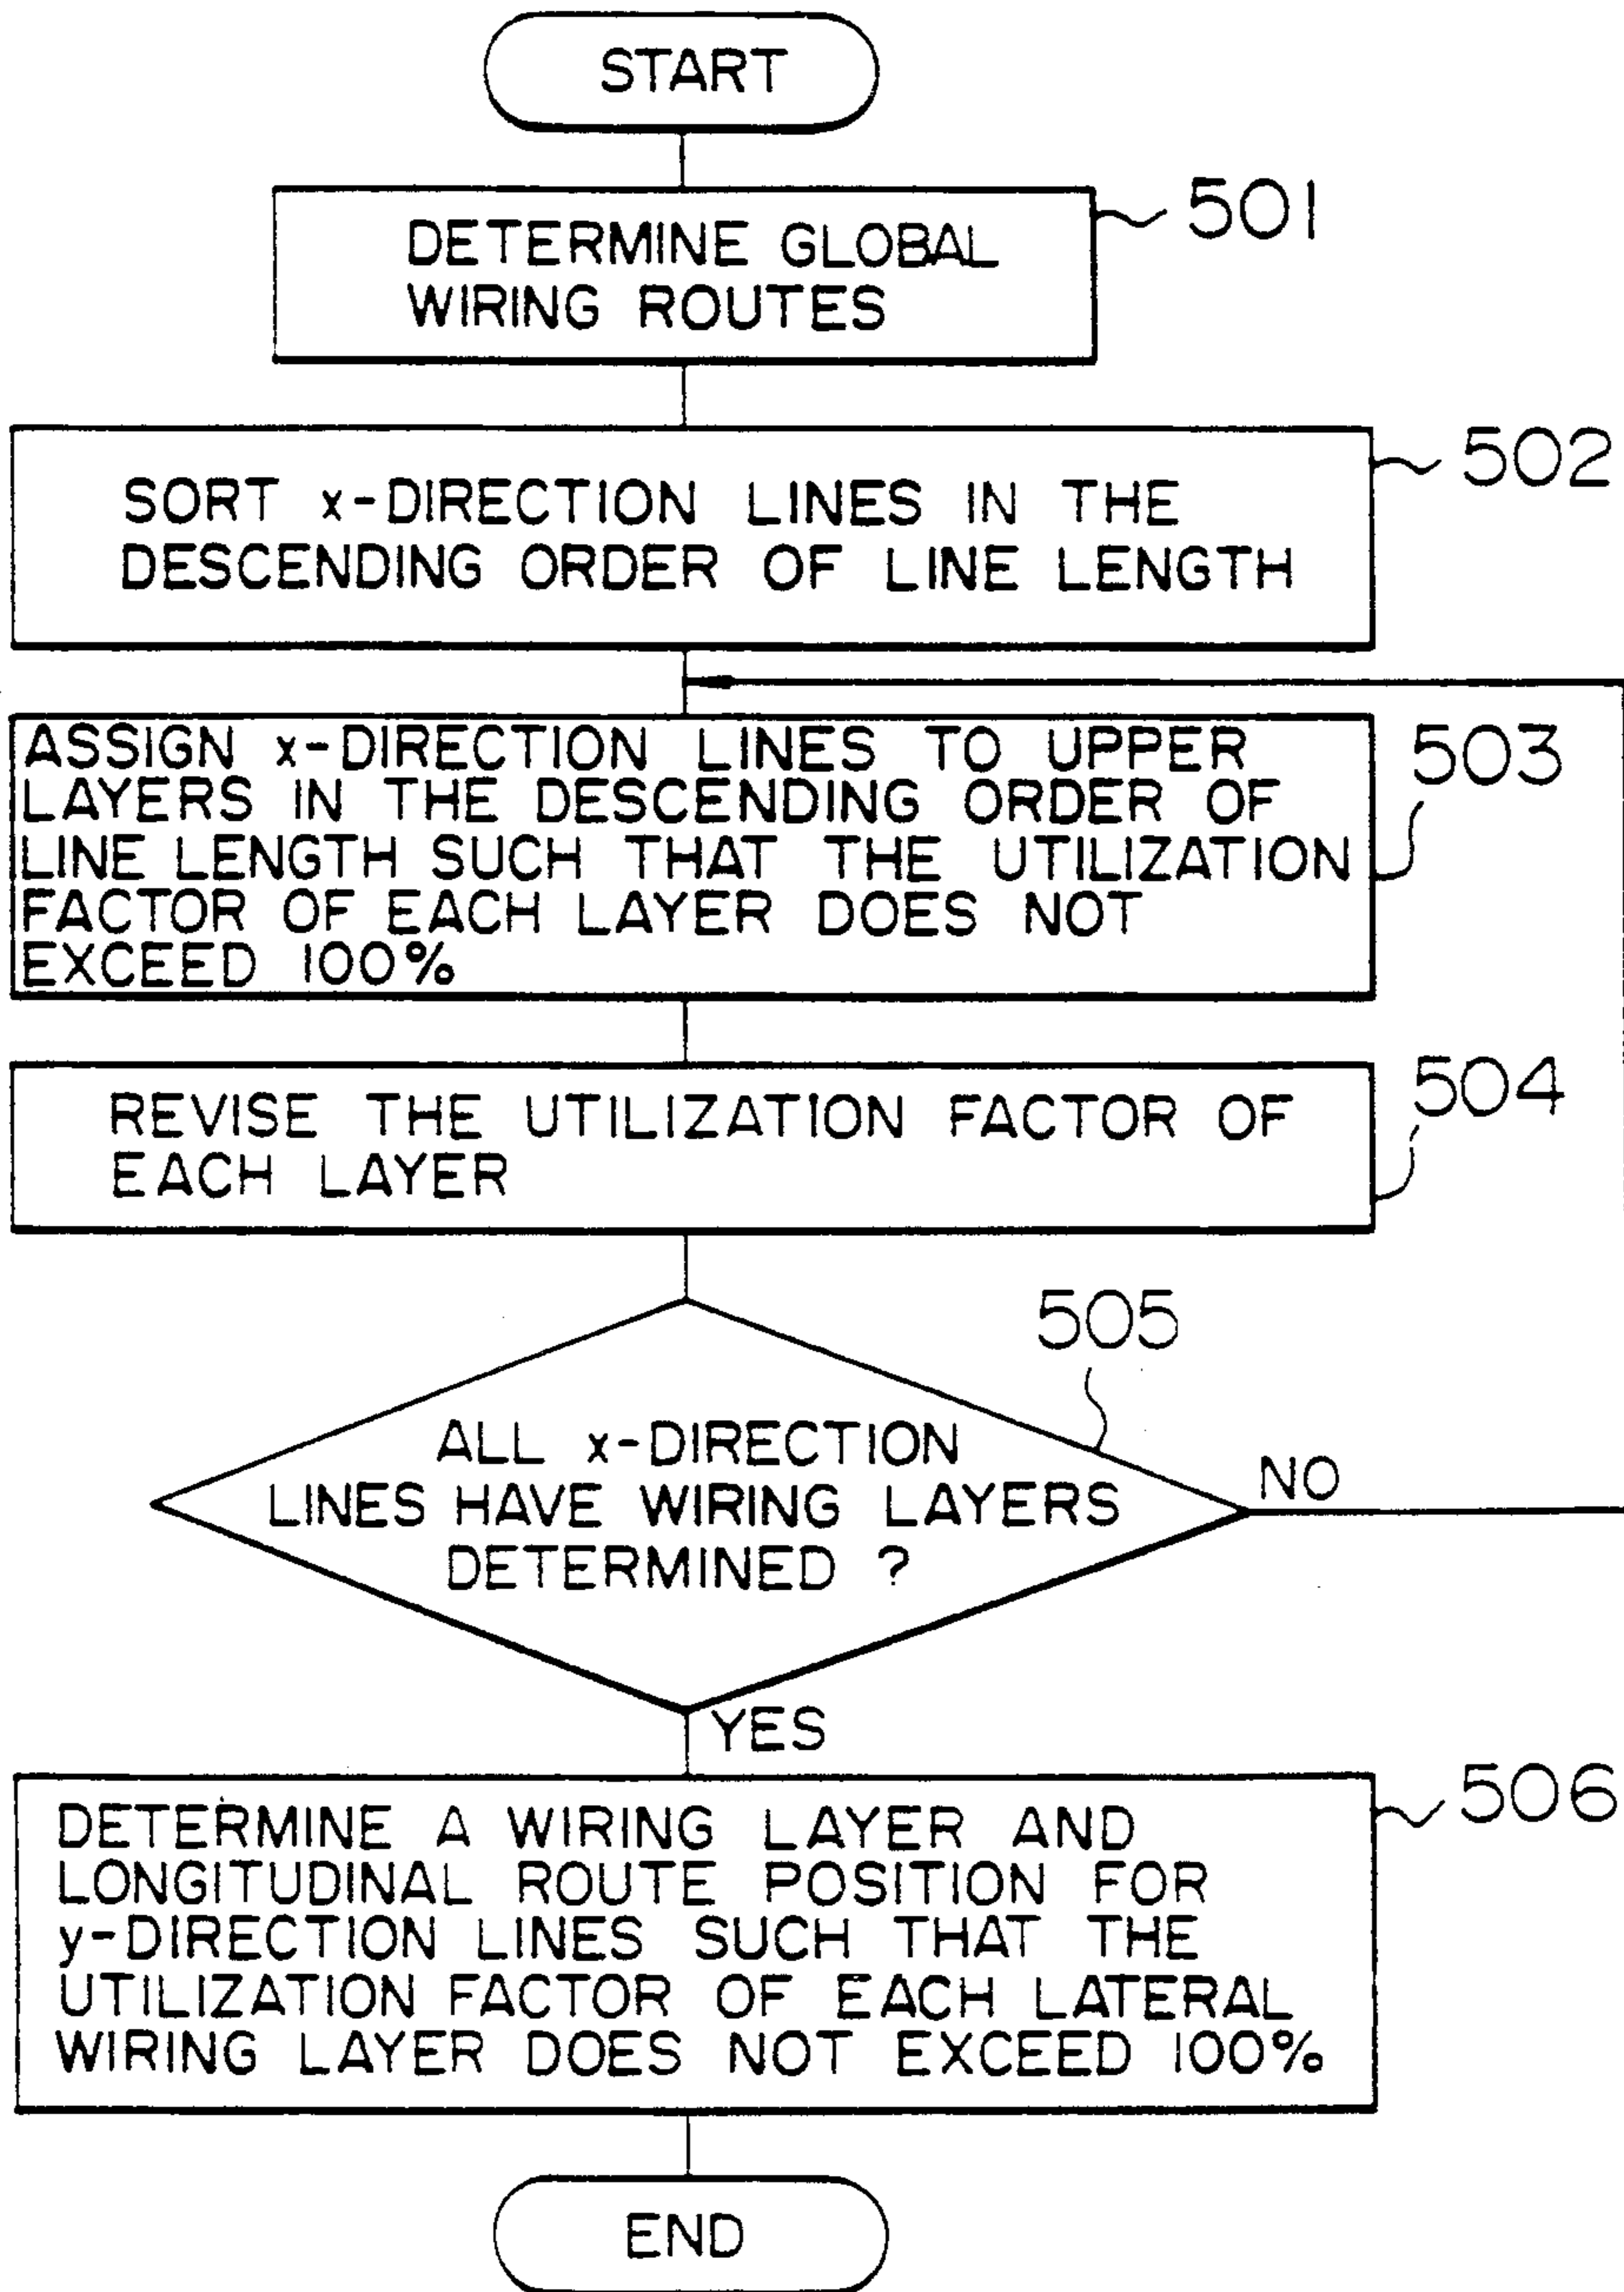 START
DETERMINE GLOBAL
WIRING ROUTES
501
SORT x-DIRECTION LINES IN THE
DESCENDING ORDER OF LINE LENGTH
502
ASSIGN x-DIRECTION LINES TO UPPER
LAYERS IN THE DESCENDING ORDER OF
LINE LENGTH SUCH THAT THE UTILIZATION
FACTOR OF EACH LAYER DOES NOT
EXCEED 100%
503
REVISE THE UTILIZATION FACTOR OF
EACH LAYER
504
505
ALL x-DIRECTION
LINES HAVE WIRING LAYERS
DETERMINED ?
NO
YES
DETERMINE A WIRING LAYER AND
LONGITUDINAL ROUTE POSITION FOR
y-DIRECTION LINES SUCH THAT THE
UTILIZATION FACTOR OF EACH LATERAL
WIRING LAYER DOES NOT EXCEED 100%
506
END